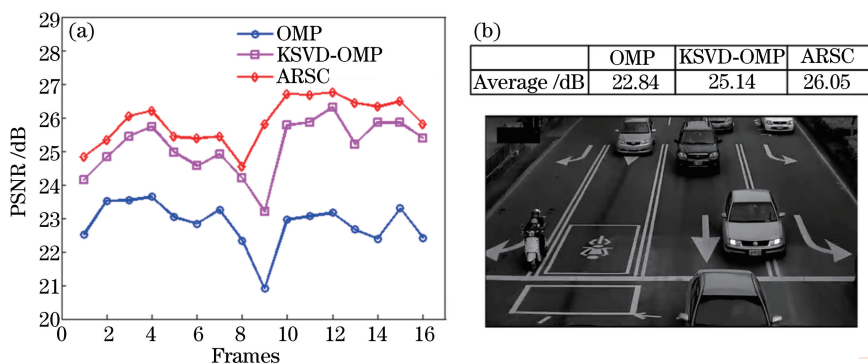 (a)
OMP
KSVD-OMP
ARSC
PSNR /dB
29
28
27
26
25
24
23
22
21
20
0 2 4 6 8 10 12 14 16
Frames
(b)
OMP KSVD-OMP ARSC
Average /dB 22.84 25.14 26.05